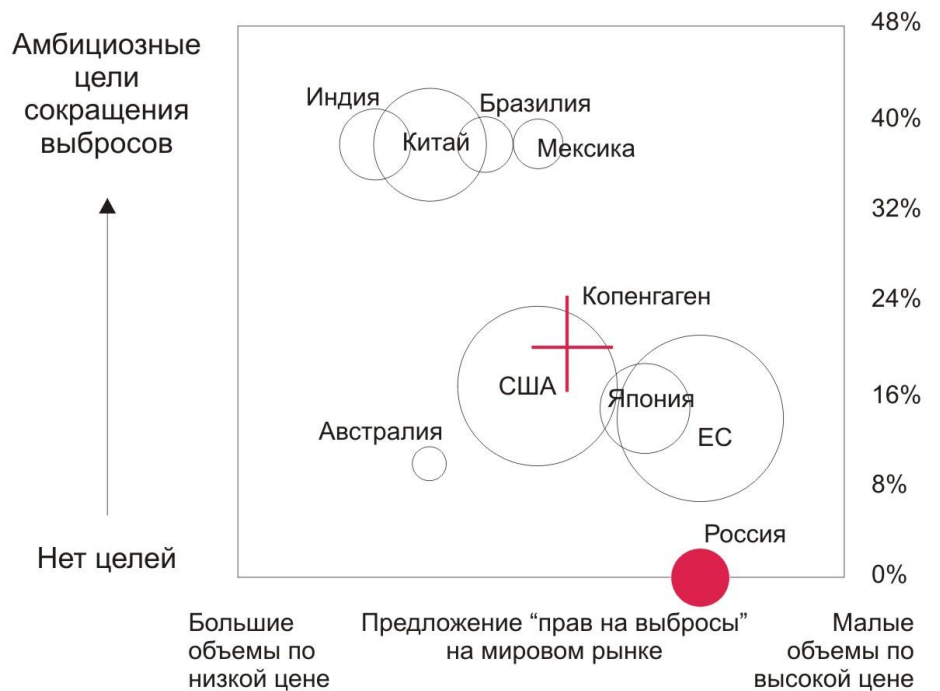 Амбициозные
цели
сокращения
выбросов
Нет целей
Индия
Китай
Бразилия
Мексика
Копенгаген
США
Япония
ЕС
Австралия
Россия
48%
40%
32%
24%
16%
8%
0%
Большие
объемы по
низкой цене
Предложение “прав на выбросы”
на мировом рынке
Малые
объемы по
высокой цене